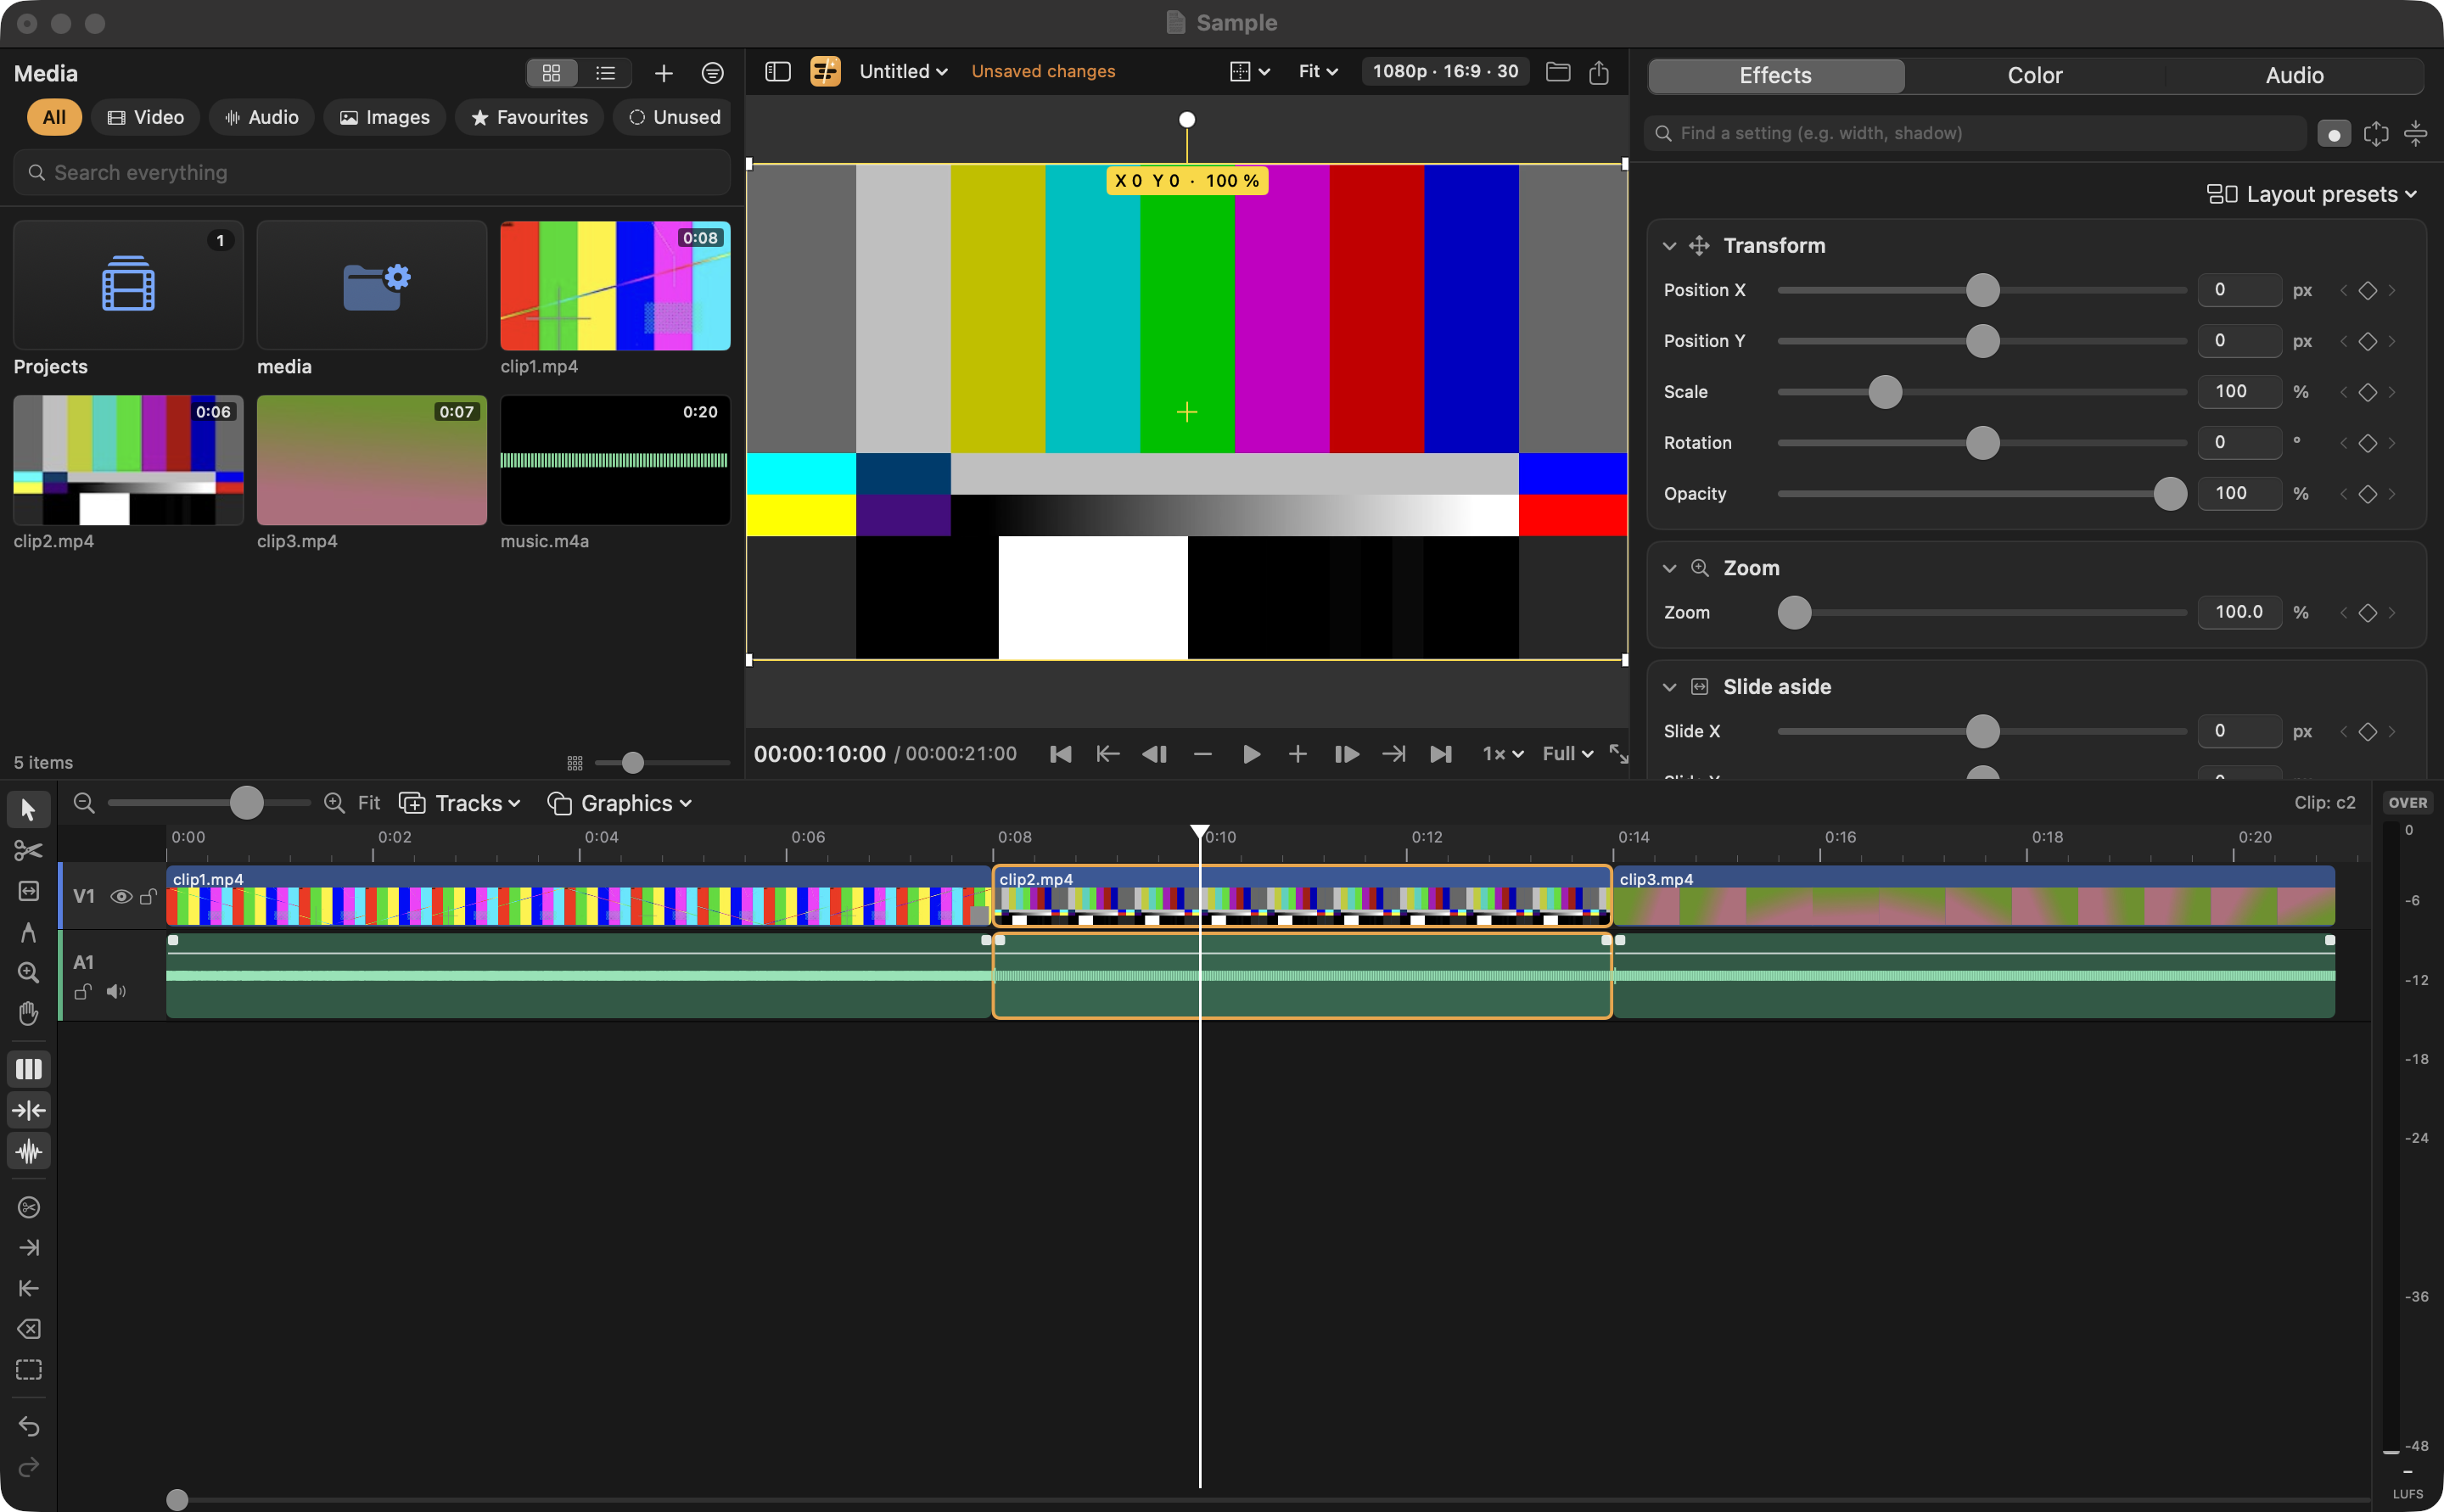 Sample
Media
All
Video
Audio
Images
Favourites
Unused
Search everything
1
Projects
media
0:08
clip1.mp4
0:06
clip2.mp4
0:07
clip3.mp4
0:20
music.m4a
5 items
Untitled
Unsaved changes
Fit
1080p · 16:9 · 30
X 0 Y 0 · 100 %
00:00:10:00 / 00:00:21:00
1×
Full
Effects
Color
Audio
Find a setting (e.g. width, shadow)
Layout presets
Transform
Position X 0 px
Position Y 0 px
Scale 100 %
Rotation 0 °
Opacity 100 %
Zoom
Zoom 100.0 %
Slide aside
Slide X 0 px
Fit
Tracks
Graphics
Clip: c2
OVER
0:00 0:02 0:04 0:06 0:08 0:10 0:12 0:14 0:16 0:18 0:20
V1
clip1.mp4
clip2.mp4
clip3.mp4
A1
0
-6
-12
-18
-24
-36
-48
–
LUFS